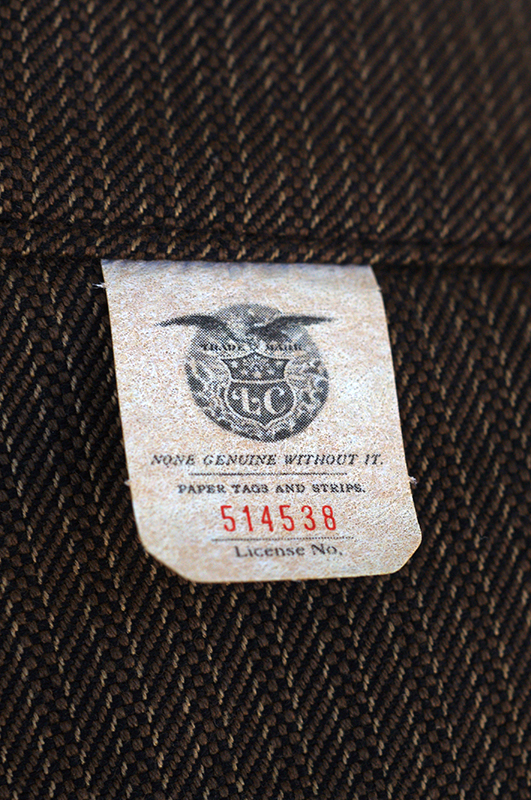 TRADE MARK
LC
NONE GENUINE WITHOUT IT.
PAPER TAGS AND STRIPS.
514538
License No.